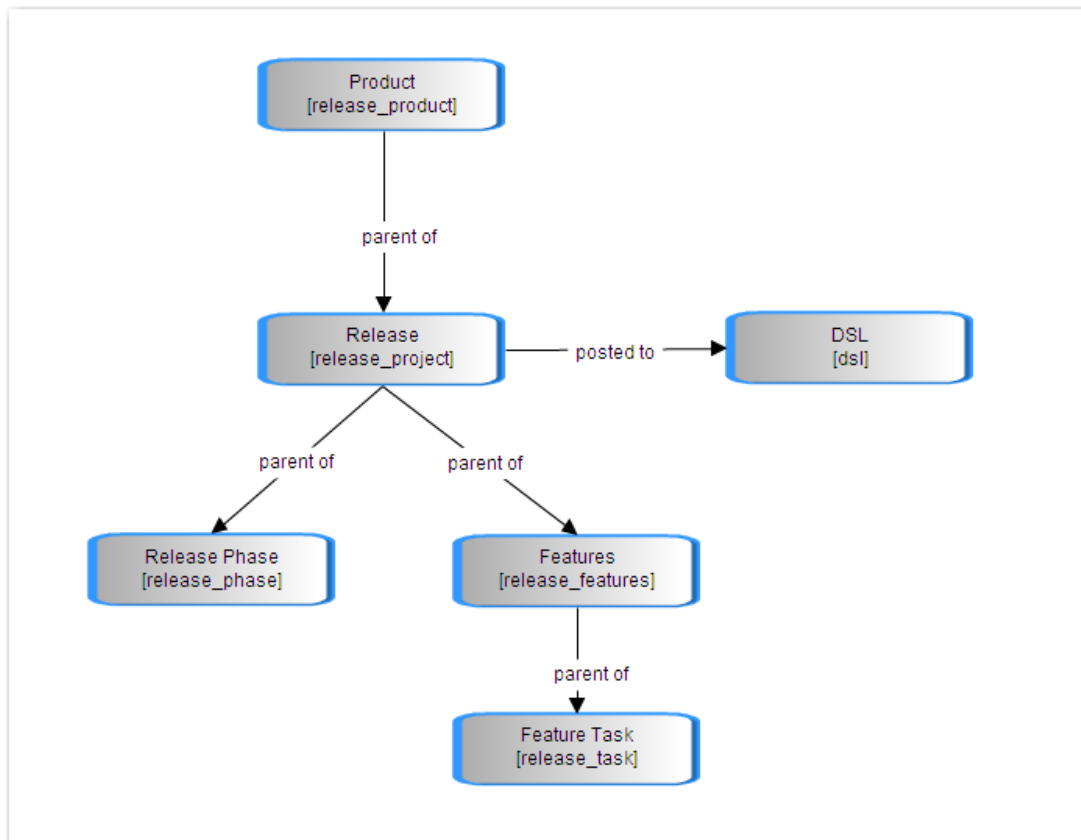 Product
[release_product]
parent of
Release
[release_project]
posted to
DSL
[dsl]
parent of
parent of
Release Phase
[release_phase]
Features
[release_features]
parent of
Feature Task
[release_task]